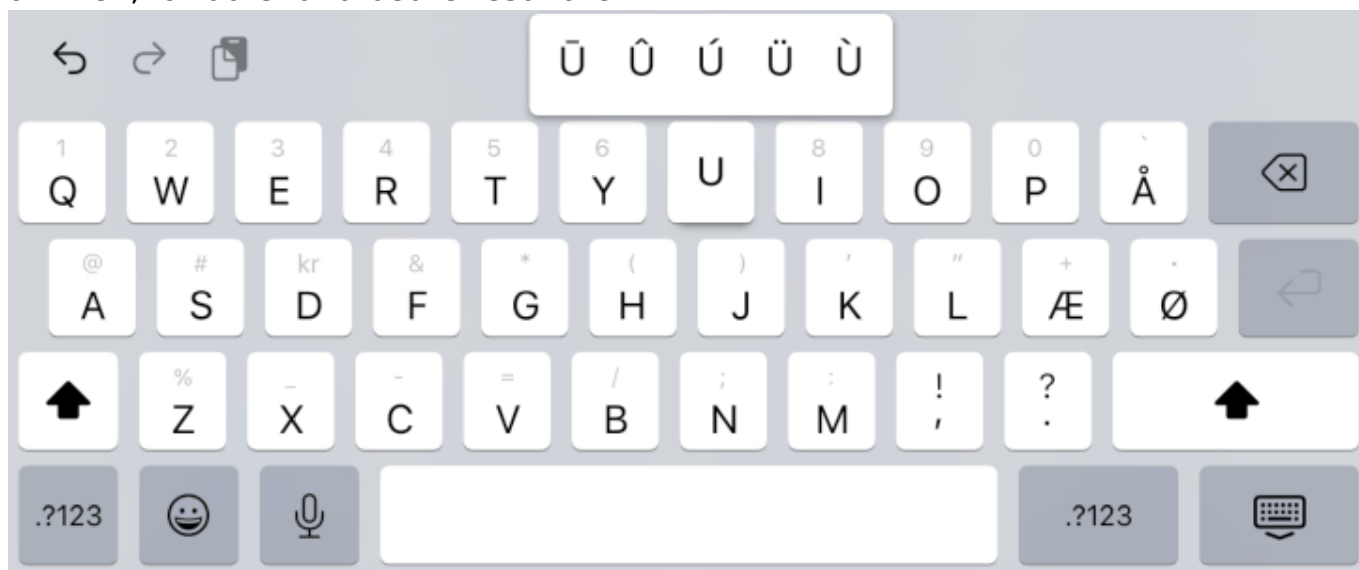 Ū Û Ú Ü Ù
1 2 3 4 5 6 8 9 0 `
Q W E R T Y U I O P Å
@ # kr & * ( ) ' " + ·
A S D F G H J K L Æ Ø
% _ - = / ; : ! ?
Z X C V B N M , .
.?123 .?123